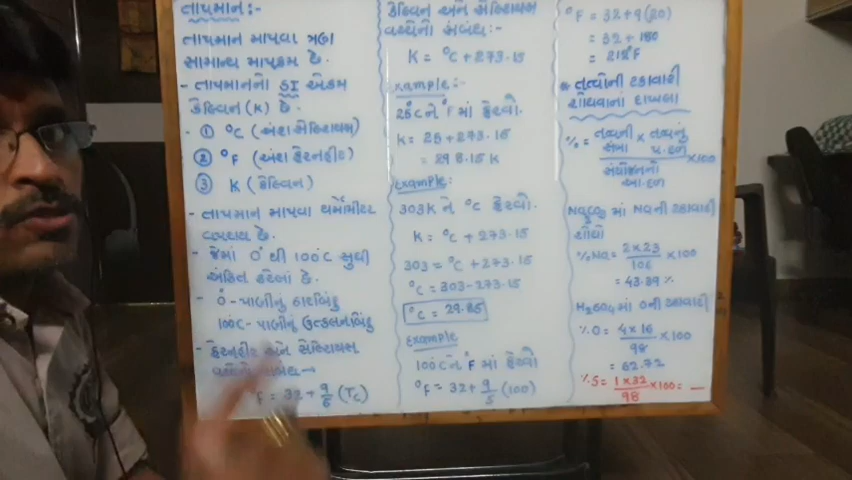 તાપમાન :-
તાપમાન માપવા ત્રણ
સામાન્ય માપક્રમ છે.
- તાપમાનનો SI એકમ
કેલ્વિન (K) છે.
- ① °C (અંશ સેલ્સિયસ)
② °F (અંશ ફેરનહીટ)
③ K (કેલ્વિન)
- તાપમાન માપવા થર્મોમીટર
વપરાય છે.
- જેમાં 0° થી 100°C સુધી
અંકિત કરેલાં છે.
- 0° - પાણીનું ઠારબિંદુ
100°C - પાણીનું ઉત્કલનબિંદુ
- ફેરનહીટ અને સેલ્સિયસ
°F = 32 + 9/5 (Tc)
કેલ્વિન અને સેલ્સિયસ
વચ્ચેનો સંબંધ :-
K = °C + 273.15
Example :-
25°C ને °F માં ફેરવો.
K = 25 + 273.15
= 298.15 K
Example :
303K ને °C ફેરવો.
K = °C + 273.15
303 = °C + 273.15
°C = 303 - 273.15
°C = 29.85
Example
100°C ને °F માં ફેરવો
°F = 32 + 9/5 (100)
°F = 32 + 9 (20)
= 32 + 180
= 212°F
* તત્વોની ટકાવારી
શોધવાના દાખલા
% = તત્વની સંખ્યા × તત્વનું પ.દળ / સંયોજનનો આ.દળ × 100
Na₂CO₃ માં Na ની ટકાવારી
શોધો
% Na = 2 × 23 / 106 × 100
= 43.39 %
H₂SO₄ માં O ની ટકાવારી
% O = 4 × 16 / 98 × 100
= 62.72
% S = 1 × 32 / 98 × 100 = —